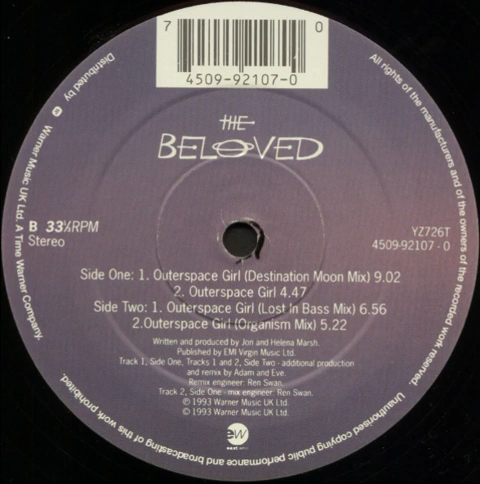 7 0
4509-92107-0
THE
BELOVED
B 33⅓RPM
Stereo
YZ726T
4509-92107-0
Side One: 1. Outerspace Girl (Destination Moon Mix) 9.02
2. Outerspace Girl 4.47
Side Two: 1. Outerspace Girl (Lost In Bass Mix) 6.56
2.Outerspace Girl (Organism Mix) 5.22
Written and produced by Jon and Helena Marsh.
Published by EMI Virgin Music Ltd.
Track 1, Side One, Tracks 1 and 2, Side Two - additional production
and remix by Adam and Eve.
Remix engineer: Ren Swan.
Track 2, Side One - mix engineer: Ren Swan.
℗ 1993 Warner Music UK Ltd.
© 1993 Warner Music UK Ltd.
ew
east west
All rights of the manufacturers and of the owners of the recorded work reserved.
Unauthorised copying public performance and broadcasting of this work prohibited.
Distributed by Warner Music UK Ltd. A Time Warner Company.